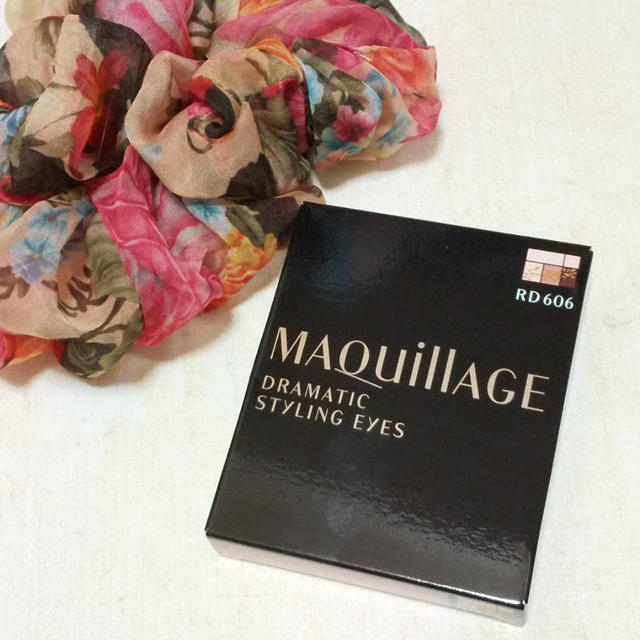 RD 606
MAQuillAGE
DRAMATIC
STYLING EyES